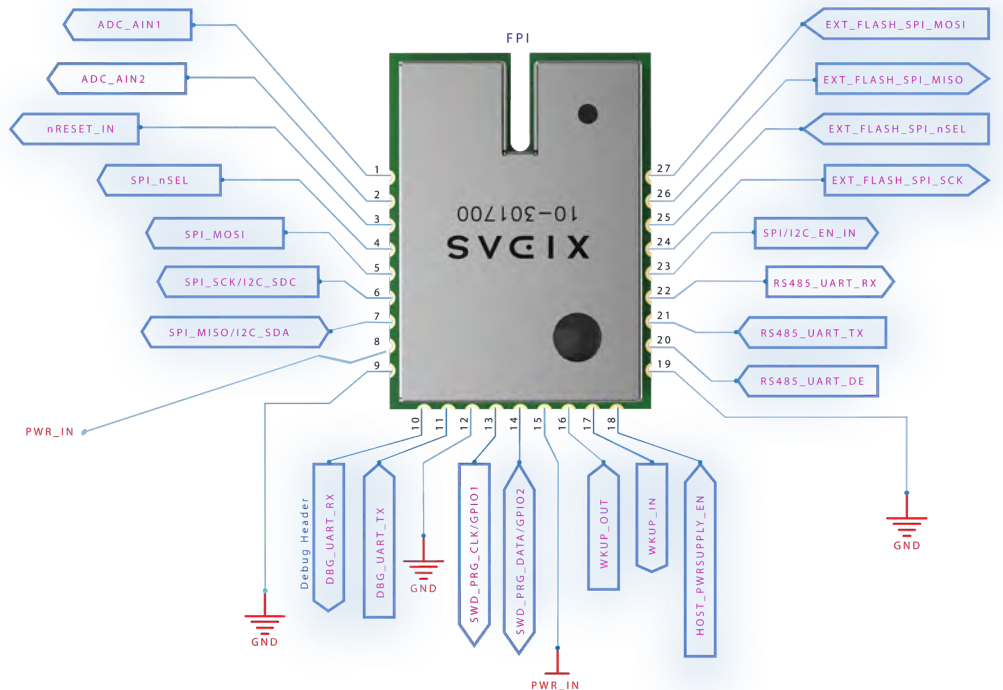 FPI
ADC_AIN1
ADC_AIN2
nRESET_IN
SPI_nSEL
SPI_MOSI
SPI_SCK/I2C_SDC
SPI_MISO/I2C_SDA
PWR_IN
GND
1
2
3
4
5
6
7
8
9
10-301700
SVDIX
EXT_FLASH_SPI_MOSI
EXT_FLASH_SPI_MISO
EXT_FLASH_SPI_nSEL
EXT_FLASH_SPI_SCK
SPI/I2C_EN_IN
RS485_UART_RX
RS485_UART_TX
RS485_UART_DE
GND
27
26
25
24
23
22
21
20
19
10
11
12
13
14
15
16
17
18
Debug Header
DBG_UART_RX
DBG_UART_TX
GND
SWD_PRG_CLK/GPIO1
SWD_PRG_DATA/GPIO2
PWR_IN
WKUP_OUT
WKUP_IN
HOST_PWRSUPPLY_EN